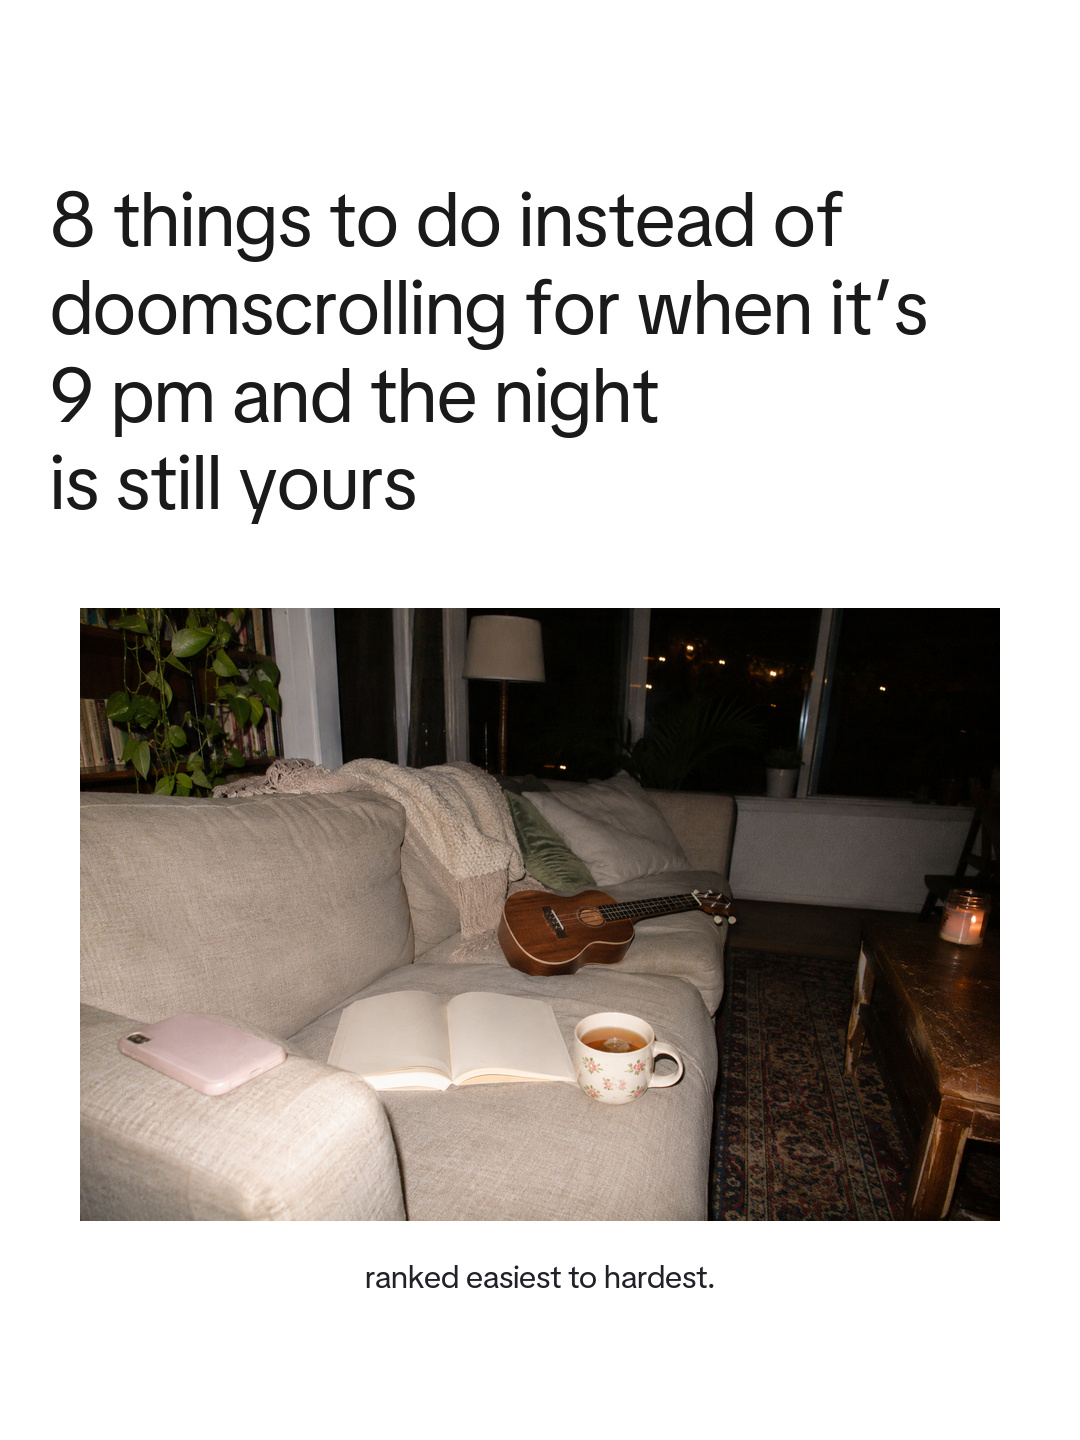 8 things to do instead of
doomscrolling for when it’s
9 pm and the night
is still yours
ranked easiest to hardest.